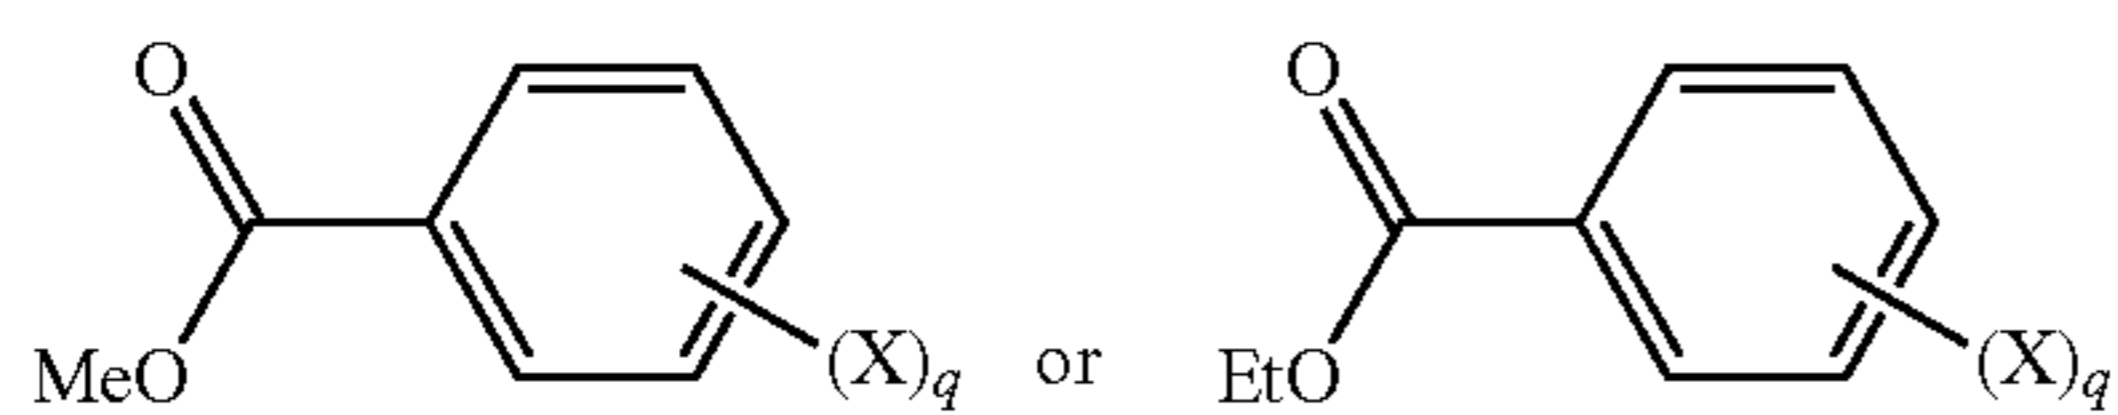 O O
MeO (X)q or EtO (X)q